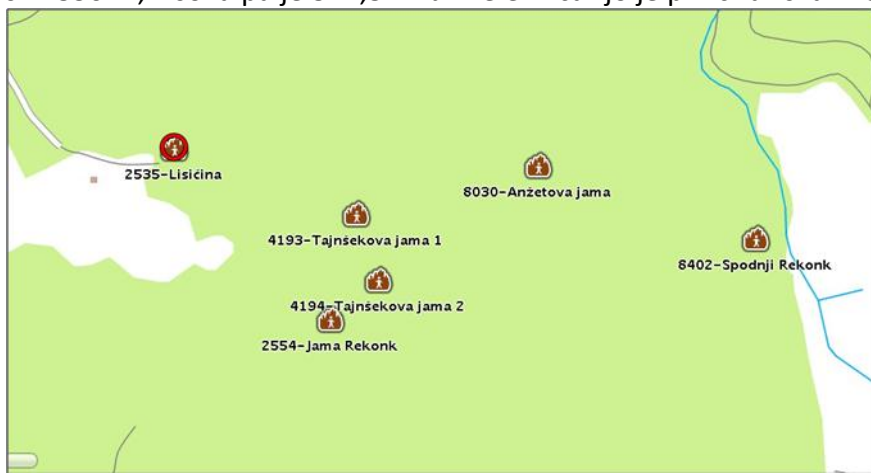 2535-Lisičina
8030-Anžetova jama
4193-Tajnšekova jama 1
8402-Spodnji Rekonk
4194-Tajnšekova jama 2
2554-Jama Rekonk